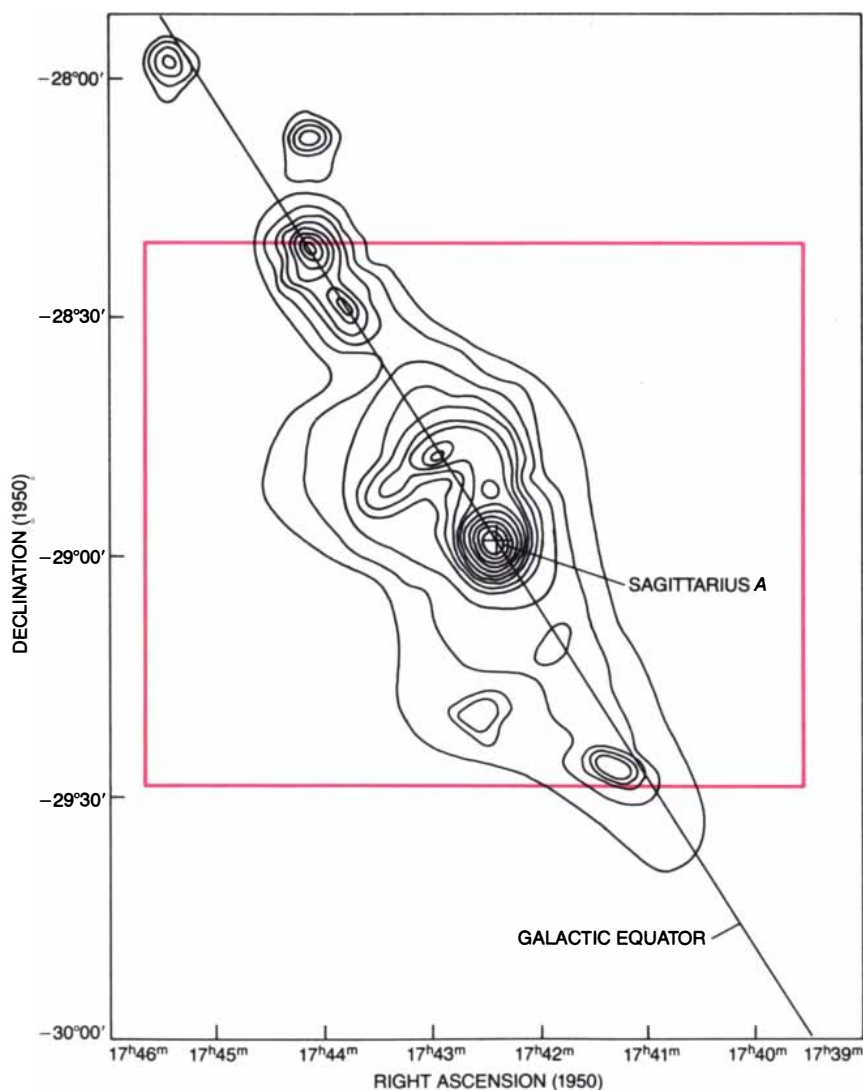 −28°00′
−28°30′
DECLINATION (1950)
−29°00′
SAGITTARIUS A
−29°30′
GALACTIC EQUATOR
−30°00′
17ʰ46ᵐ 17ʰ45ᵐ 17ʰ44ᵐ 17ʰ43ᵐ 17ʰ42ᵐ 17ʰ41ᵐ 17ʰ40ᵐ 17ʰ39ᵐ
RIGHT ASCENSION (1950)